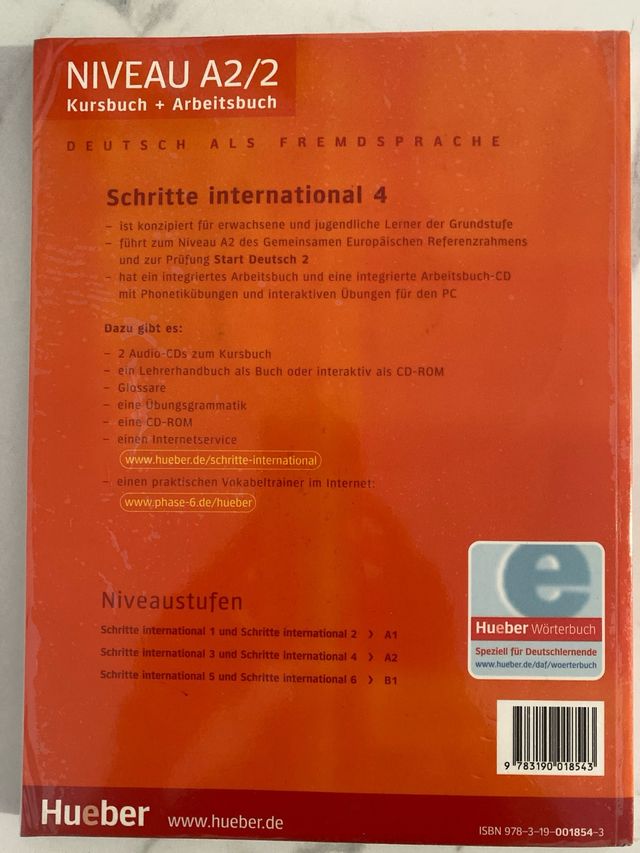 NIVEAU A2/2
Kursbuch + Arbeitsbuch
DEUTSCH ALS FREMDSPRACHE
Schritte international 4
– ist konzipiert für erwachsene und jugendliche Lerner der Grundstufe
– führt zum Niveau A2 des Gemeinsamen Europäischen Referenzrahmens
und zur Prüfung Start Deutsch 2
– hat ein integriertes Arbeitsbuch und eine integrierte Arbeitsbuch-CD
mit Phonetikübungen und interaktiven Übungen für den PC
Dazu gibt es:
– 2 Audio-CDs zum Kursbuch
– ein Lehrerhandbuch als Buch oder interaktiv als CD-ROM
– Glossare
– eine Übungsgrammatik
– eine CD-ROM
– einen Internetservice
www.hueber.de/schritte-international
– einen praktischen Vokabeltrainer im Internet:
www.phase-6.de/hueber
Niveaustufen
Schritte international 1 und Schritte international 2 › A1
Schritte international 3 und Schritte international 4 › A2
Schritte international 5 und Schritte international 6 › B1
e
Hueber Wörterbuch
Speziell für Deutschlernende
www.hueber.de/daf/woerterbuch
9 783190 018543
Hueber www.hueber.de
ISBN 978-3-19-001854-3